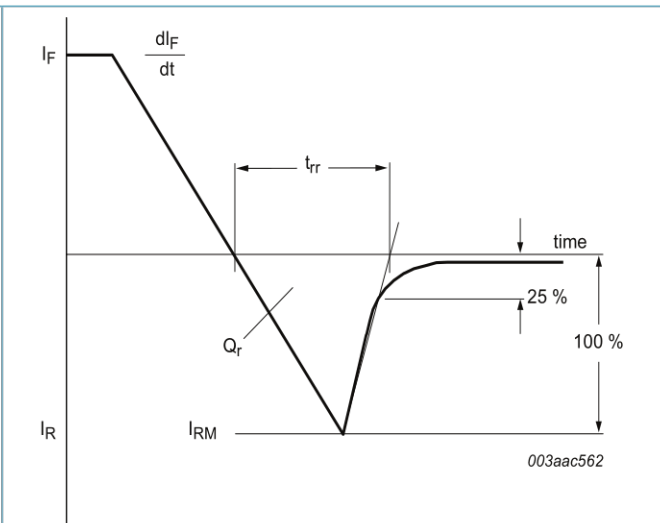 I_F
dI_F
dt
t_rr
time
25 %
100 %
Q_r
I_R
I_RM
003aac562